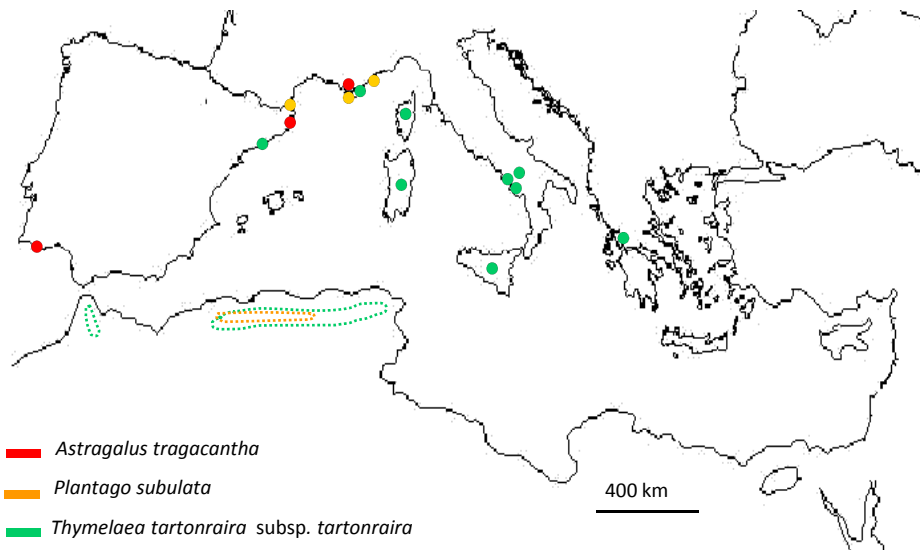 Astragalus tragacantha
400 km
Plantago subulata
Thymelaea tartonraira subsp. tartonraira